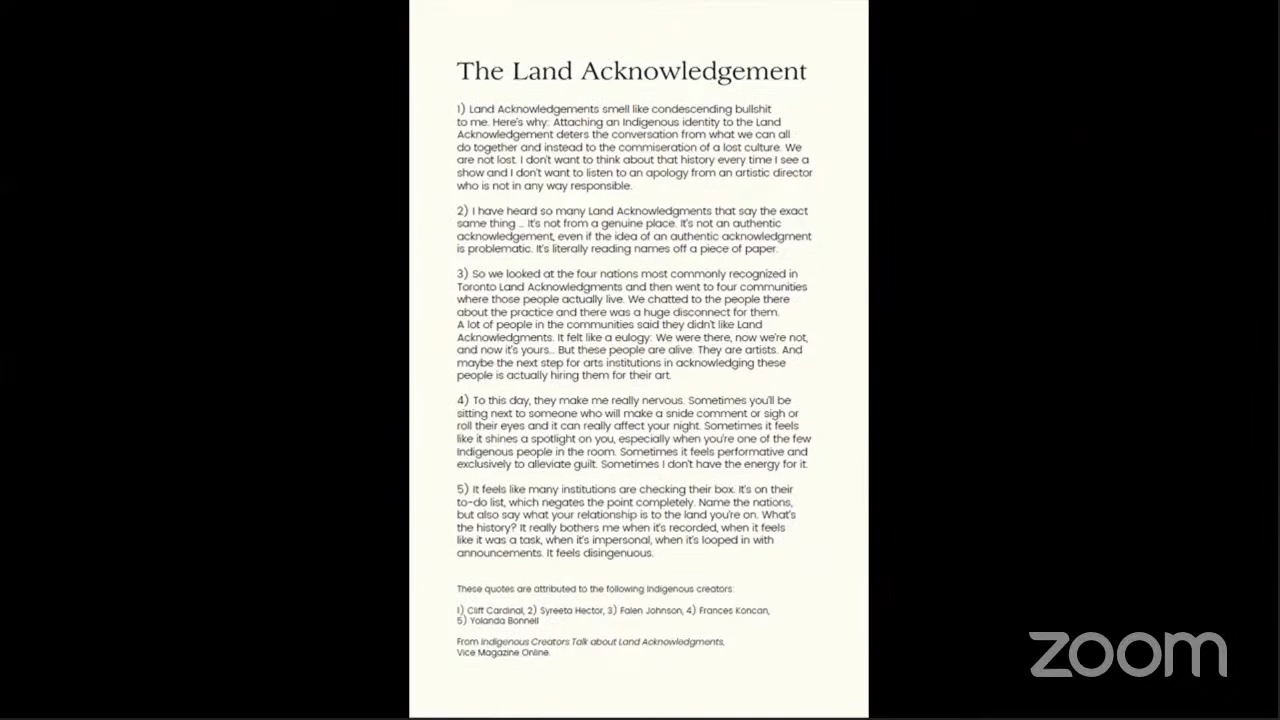 The Land Acknowledgement
1) Land Acknowledgements smell like condescending bullshit
to me. Here's why: Attaching an Indigenous identity to the Land
Acknowledgement deters the conversation from what we can all
do together and instead to the commiseration of a lost culture. We
are not lost. I don't want to think about that history every time I see a
show and I don't want to listen to an apology from an artistic director
who is not in any way responsible.
2) I have heard so many Land Acknowledgments that say the exact
same thing ... It's not from a genuine place. It's not an authentic
acknowledgement, even if the idea of an authentic acknowledgment
is problematic. It's literally reading names off a piece of paper.
3) So we looked at the four nations most commonly recognized in
Toronto Land Acknowledgments and then went to four communities
where those people actually live. We chatted to the people there
about the practice and there was a huge disconnect for them.
A lot of people in the communities said they didn't like Land
Acknowledgments. It felt like a eulogy: We were there, now we're not,
and now it's yours... But these people are alive. They are artists. And
maybe the next step for arts institutions in acknowledging these
people is actually hiring them for their art.
4) To this day, they make me really nervous. Sometimes you'll be
sitting next to someone who will make a snide comment or sigh or
roll their eyes and it can really affect your night. Sometimes it feels
like it shines a spotlight on you, especially when you're one of the few
Indigenous people in the room. Sometimes it feels performative and
exclusively to alleviate guilt. Sometimes I don't have the energy for it.
5) It feels like many institutions are checking their box. It's on their
to-do list, which negates the point completely. Name the nations,
but also say what your relationship is to the land you're on. What's
the history? It really bothers me when it's recorded, when it feels
like it was a task, when it's impersonal, when it's looped in with
announcements. It feels disingenuous.
These quotes are attributed to the following Indigenous creators:
1) Cliff Cardinal, 2) Syreeta Hector, 3) Falen Johnson, 4) Frances Koncan,
5) Yolanda Bonnell
From Indigenous Creators Talk about Land Acknowledgments,
Vice Magazine Online.
zoom